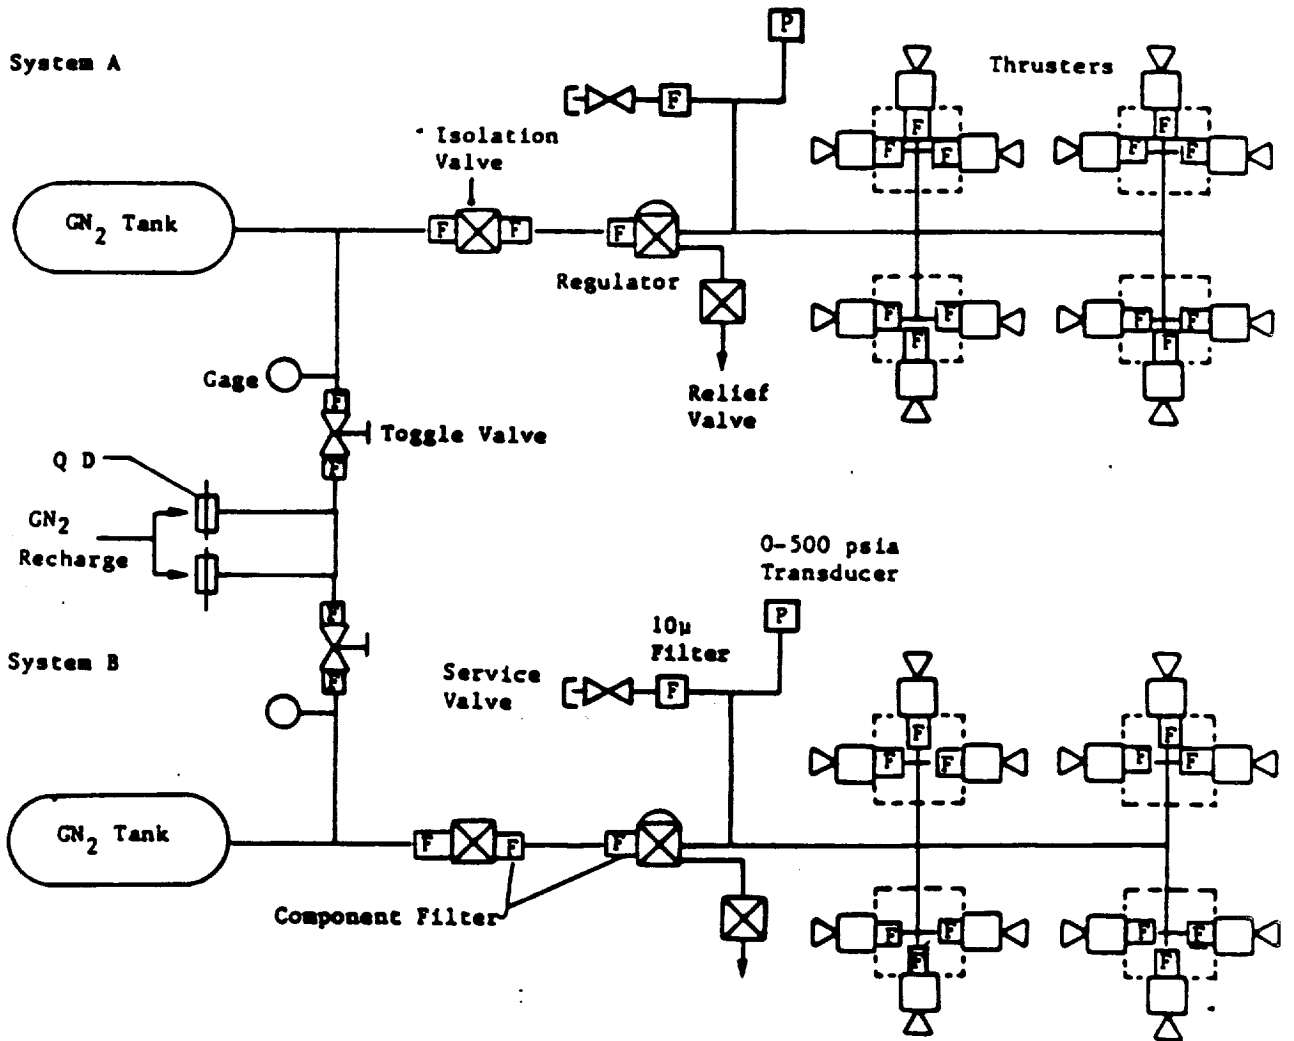 P
System A
Thrusters
F
F F
F F F F
Isolation
Valve
GN2 Tank
F F F
Regulator
F F F F
F F
Relief
Valve
Gage
F
Toggle Valve
F
Q D
GN2
Recharge
0-500 psia
Transducer
P
F
10μ
Filter
System B
F
Service
Valve
F
F F
F F F F
GN2 Tank
F F F
Component Filter
F F F F
F F